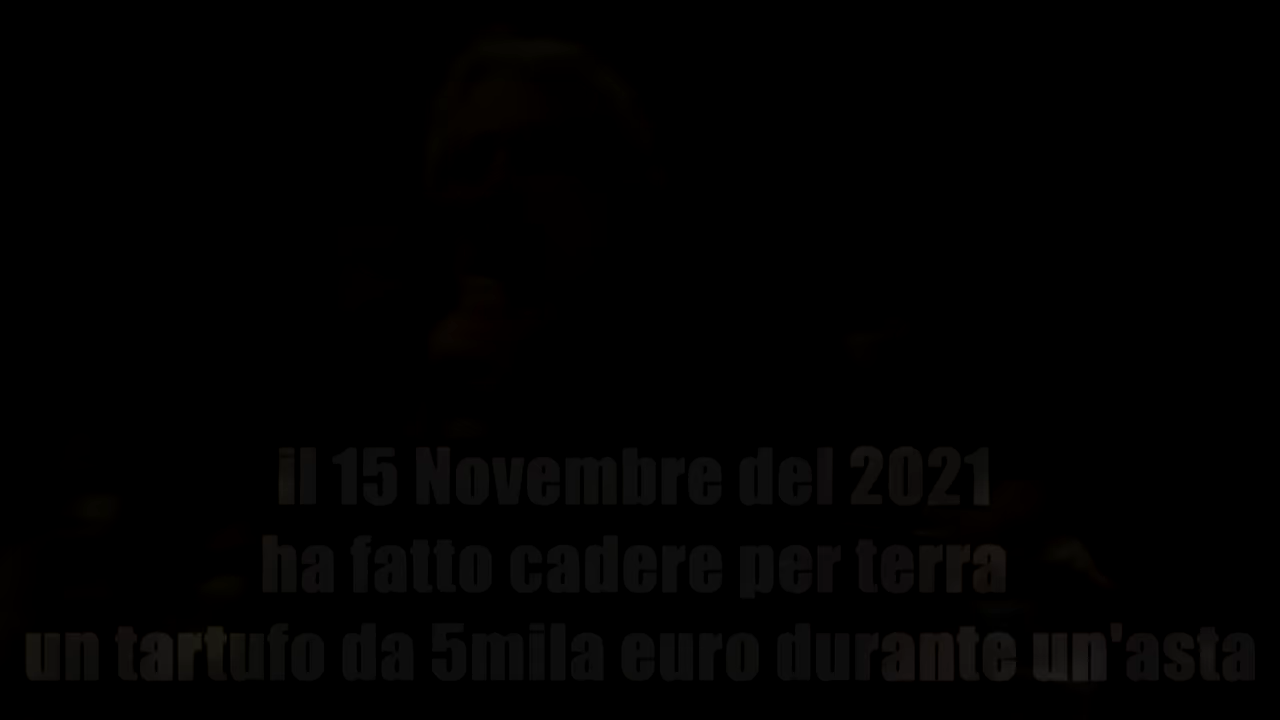 il 15 Novembre del 2021
ha fatto cadere per terra
un tartufo da 5mila euro durante un'asta